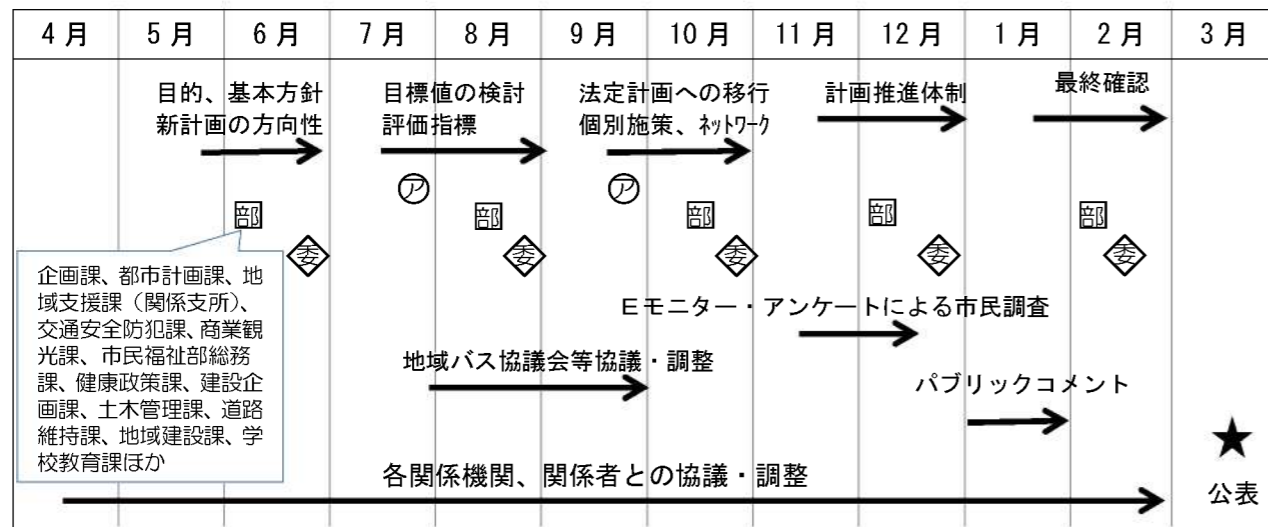 4月 5月 6月 7月 8月 9月 10月 11月 12月 1月 2月 3月
目的、基本方針
新計画の方向性
目標値の検討
評価指標
法定計画への移行
個別施策、ﾈｯﾄﾜｰｸ
計画推進体制
最終確認
㋐ ㋐
部 部 部 部 部
委 委 委 委 委
企画課、都市計画課、地
域支援課（関係支所）、
交通安全防犯課、商業観
光課、市民福祉部総務
課、健康政策課、建設企
画課、土木管理課、道路
維持課、地域建設課、学
校教育課ほか
Eモニター・アンケートによる市民調査
地域バス協議会等協議・調整
パブリックコメント
各関係機関、関係者との協議・調整
★
公表